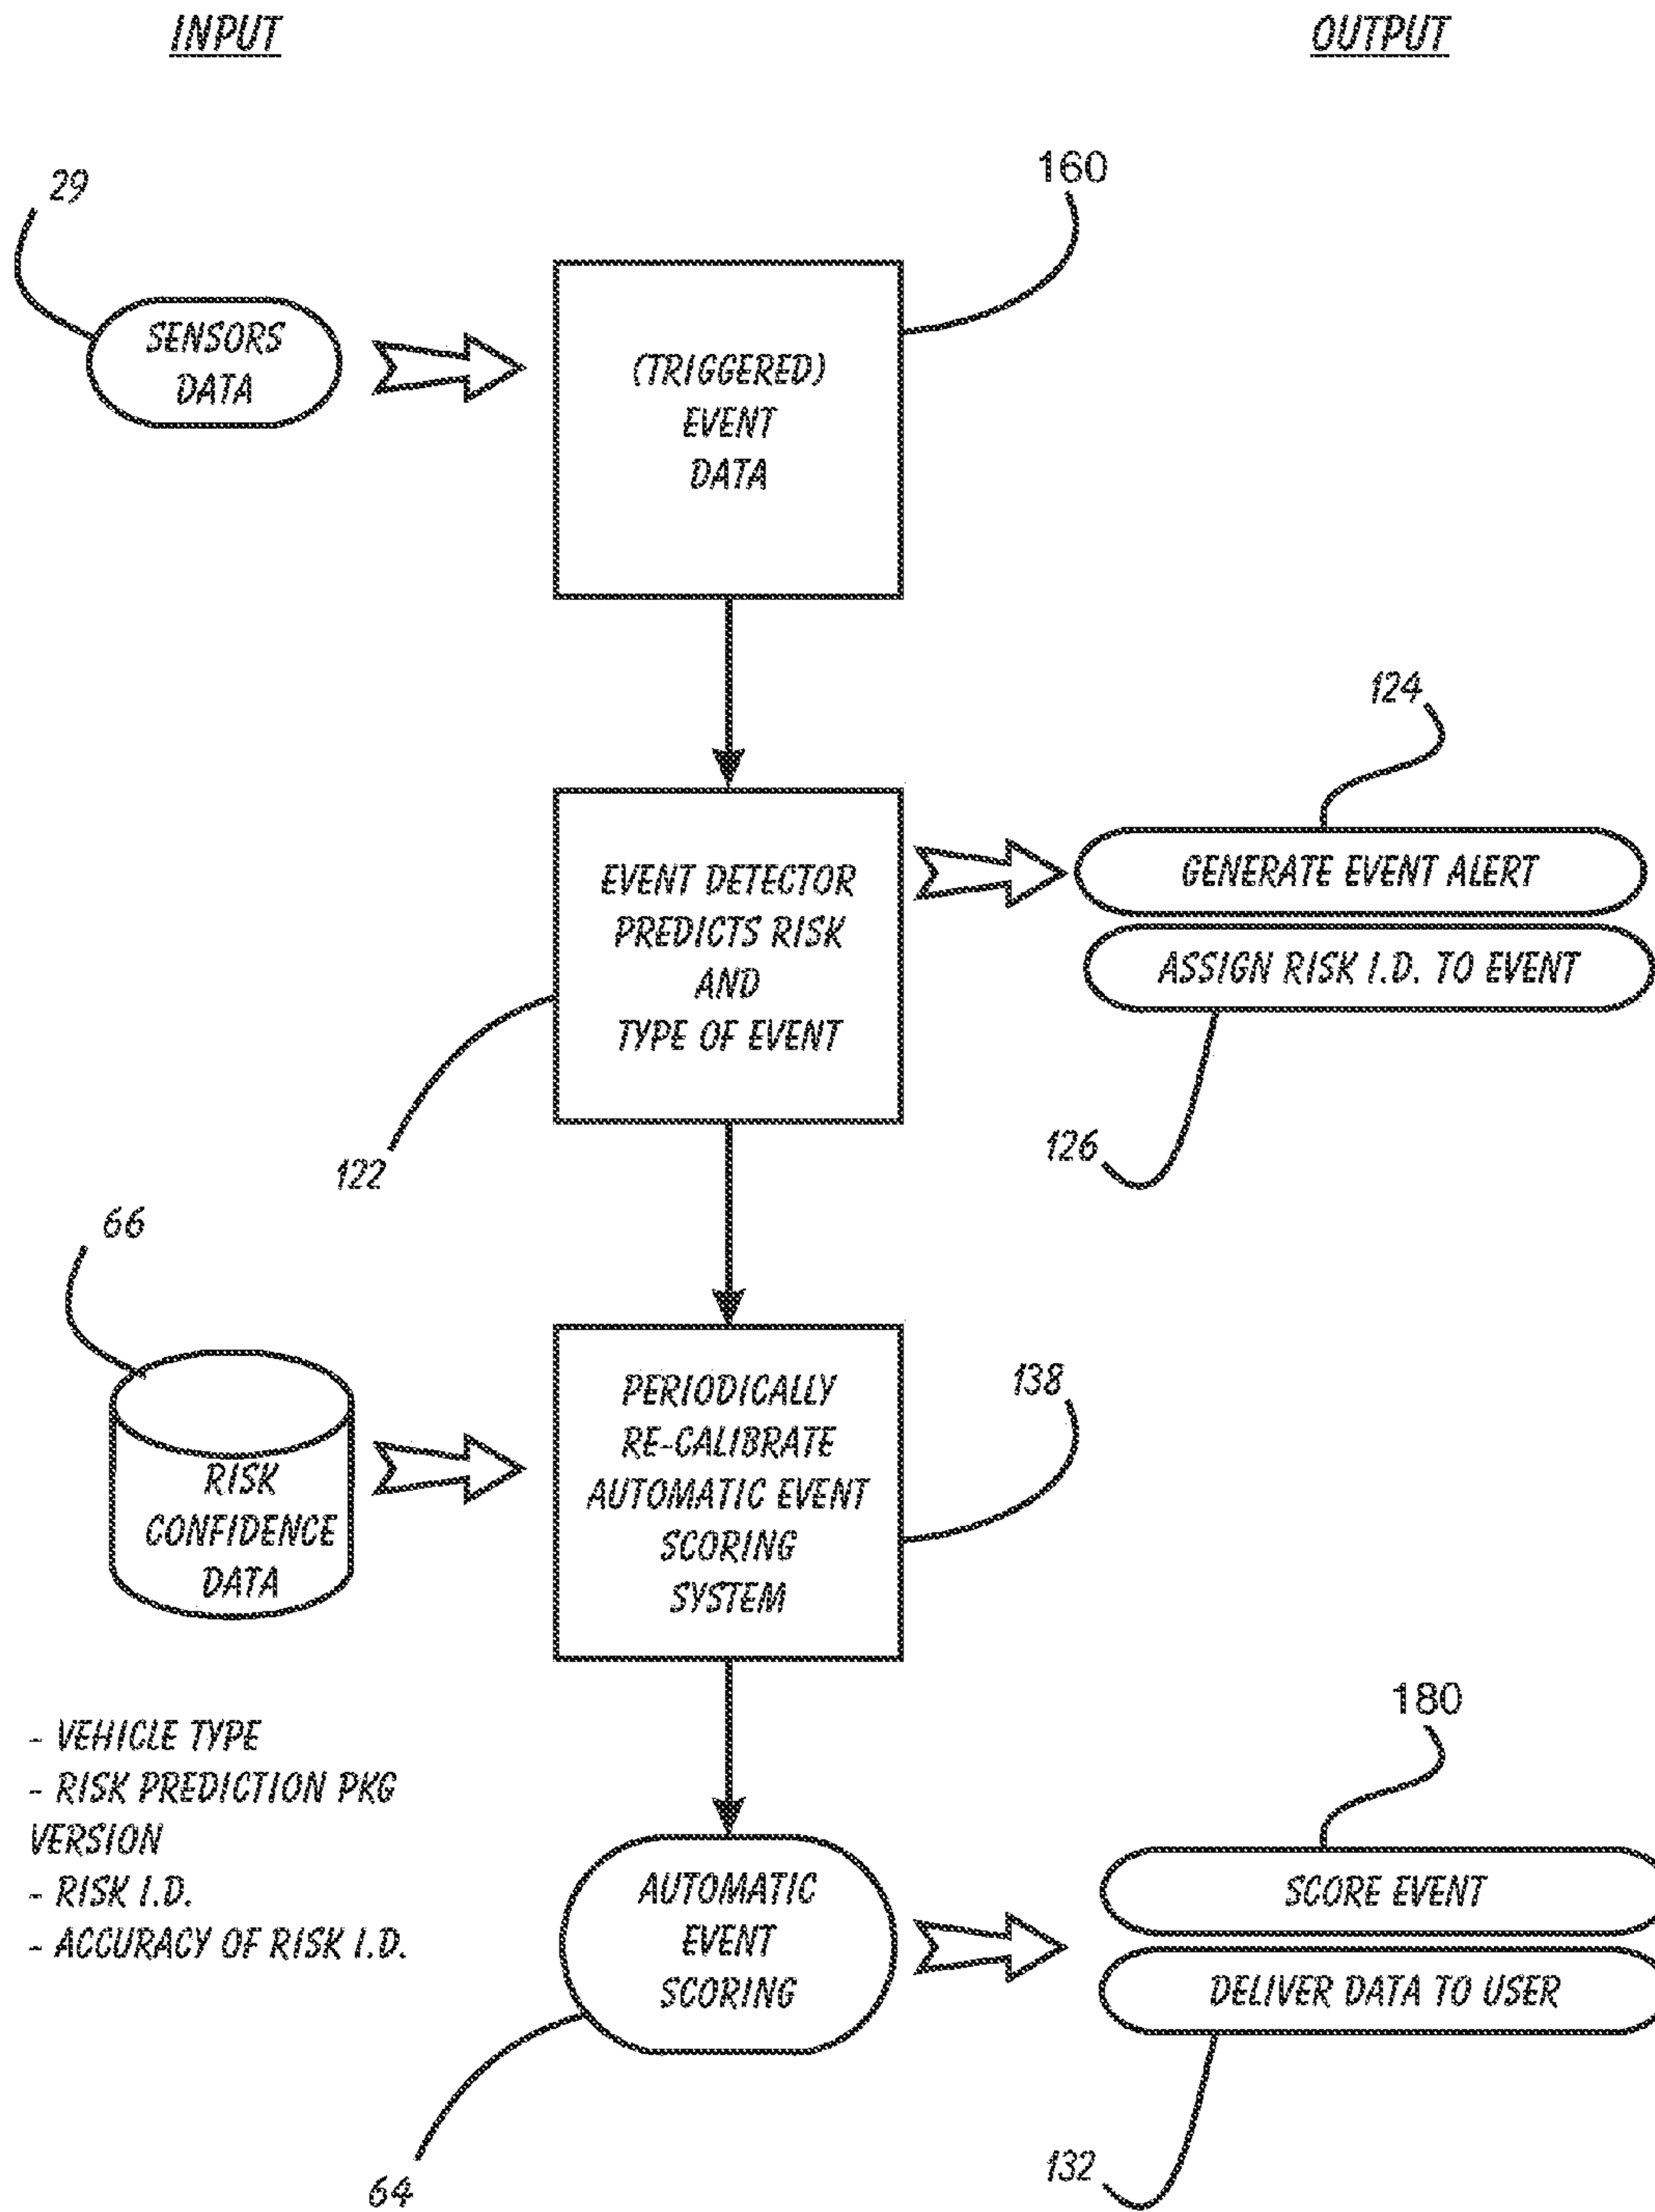 INPUT
OUTPUT
29
160
SENSORS
DATA
(TRIGGERED)
EVENT
DATA
124
EVENT DETECTOR
PREDICTS RISK
AND
TYPE OF EVENT
GENERATE EVENT ALERT
ASSIGN RISK I.D. TO EVENT
122
126
66
138
RISK
CONFIDENCE
DATA
PERIODICALLY
RE-CALIBRATE
AUTOMATIC EVENT
SCORING
SYSTEM
- VEHICLE TYPE
- RISK PREDICTION PKG
VERSION
- RISK I.D.
- ACCURACY OF RISK I.D.
180
AUTOMATIC
EVENT
SCORING
SCORE EVENT
DELIVER DATA TO USER
64
132